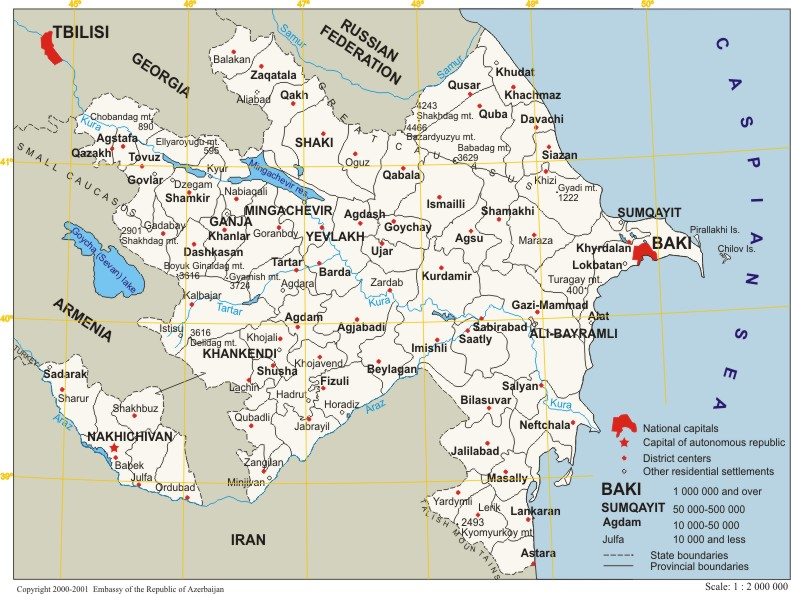 45°
46°
47°
48°
49°
50°
TBILISI
GEORGIA
RUSSIAN
FEDERATION
Samur
Samur
Balakan
Zaqatala
Aliabad
Qakh
Khudat
Qusar
Khachmaz
Quba
4243
Shakhdag mt.
4466
Bazardyuzyu mt.
Davachi
Babadag mt.
3629
Siazan
Khizi
Gyadi mt.
1222
GREAT CAUCASUS
Chobandag mt.
890
Kura
Agstafa
Qazakh
Tovuz
Ellyaroyugu mt.
595
Kyur
SHAKI
Oguz
Qabala
41°
SMALL CAUCASUS
Govlar
Dzegam
Shamkir
Nabiagali
Mingachevir res.
MINGACHEVIR
GANJA
Khanlar
Goranboy
YEVLAKH
Agdash
Goychay
Ujar
Ismailli
Shamakhi
Agsu
Maraza
SUMQAYIT
Khyrdalan
BAKI
Lokbatan
Pirallakhi Is.
Chilov Is.
Goycha (Sevan) lake
2901
Shakhdag mt.
Gadabay
Dashkasan
Boyuk Ginaldag mt.
3616
Gyamish mt.
3724
Tartar
Barda
Agdara
Zardab
Kurdamir
Turagay mt.
400
Kalbajar
Tartar
Kura
Gazi-Mammad
Alat
ALI-BAYRAMLI
ARMENIA
40°
Istisu
3616
Delidag mt.
Agdam
Agjabadi
Khojali
KHANKENDI
Shusha
Khojavend
Imishli
Sabirabad
Saatly
Beylagan
Lachin
Fizuli
Hadrut
Horadiz
Araz
Jabrayil
Qubadli
Zangilan
Minjivan
Salyan
Kura
Bilasuvar
Neftchala
Jalilabad
Masally
Yardymli
Lerik
Lankaran
2493
Kyomyurkoy mt.
TALISH MOUNTAINS
Astara
TURKEY
Sadarak
Sharur
Shakhbuz
Araz
NAKHICHIVAN
Babek
Julfa
Ordubad
39°
IRAN
CASPIAN SEA
National capitals
Capital of autonomous republic
District centers
Other residential settlements
BAKI 1 000 000 and over
SUMQAYIT 50 000-500 000
Agdam 10 000-50 000
Julfa 10 000 and less
State boundaries
Provincial boundaries
Copyright 2000-2001 Embassy of the Republic of Azerbaijan
Scale: 1 : 2 000 000